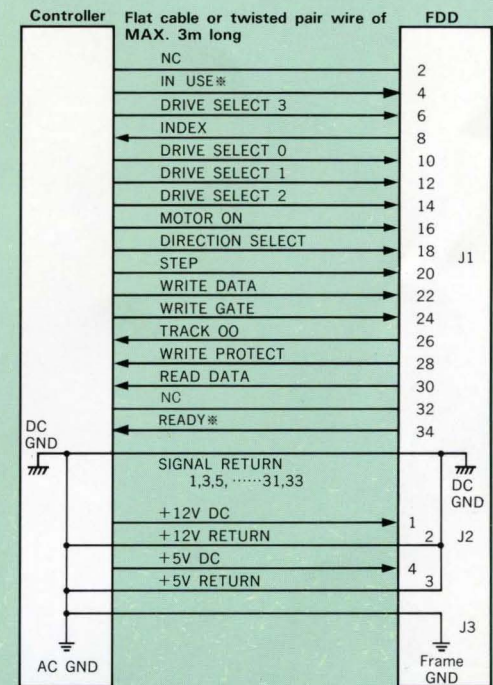 Controller
Flat cable or twisted pair wire of
MAX. 3m long
FDD
NC
2
IN USE※
4
DRIVE SELECT 3
6
INDEX
8
DRIVE SELECT 0
10
DRIVE SELECT 1
12
DRIVE SELECT 2
14
MOTOR ON
16
DIRECTION SELECT
18
J1
STEP
20
WRITE DATA
22
WRITE GATE
24
TRACK OO
26
WRITE PROTECT
28
READ DATA
30
NC
32
READY※
34
DC
GND
SIGNAL RETURN
1,3,5, ······31,33
DC
GND
+12V DC
1
+12V RETURN
2
J2
+5V DC
4
+5V RETURN
3
J3
AC GND
Frame
GND